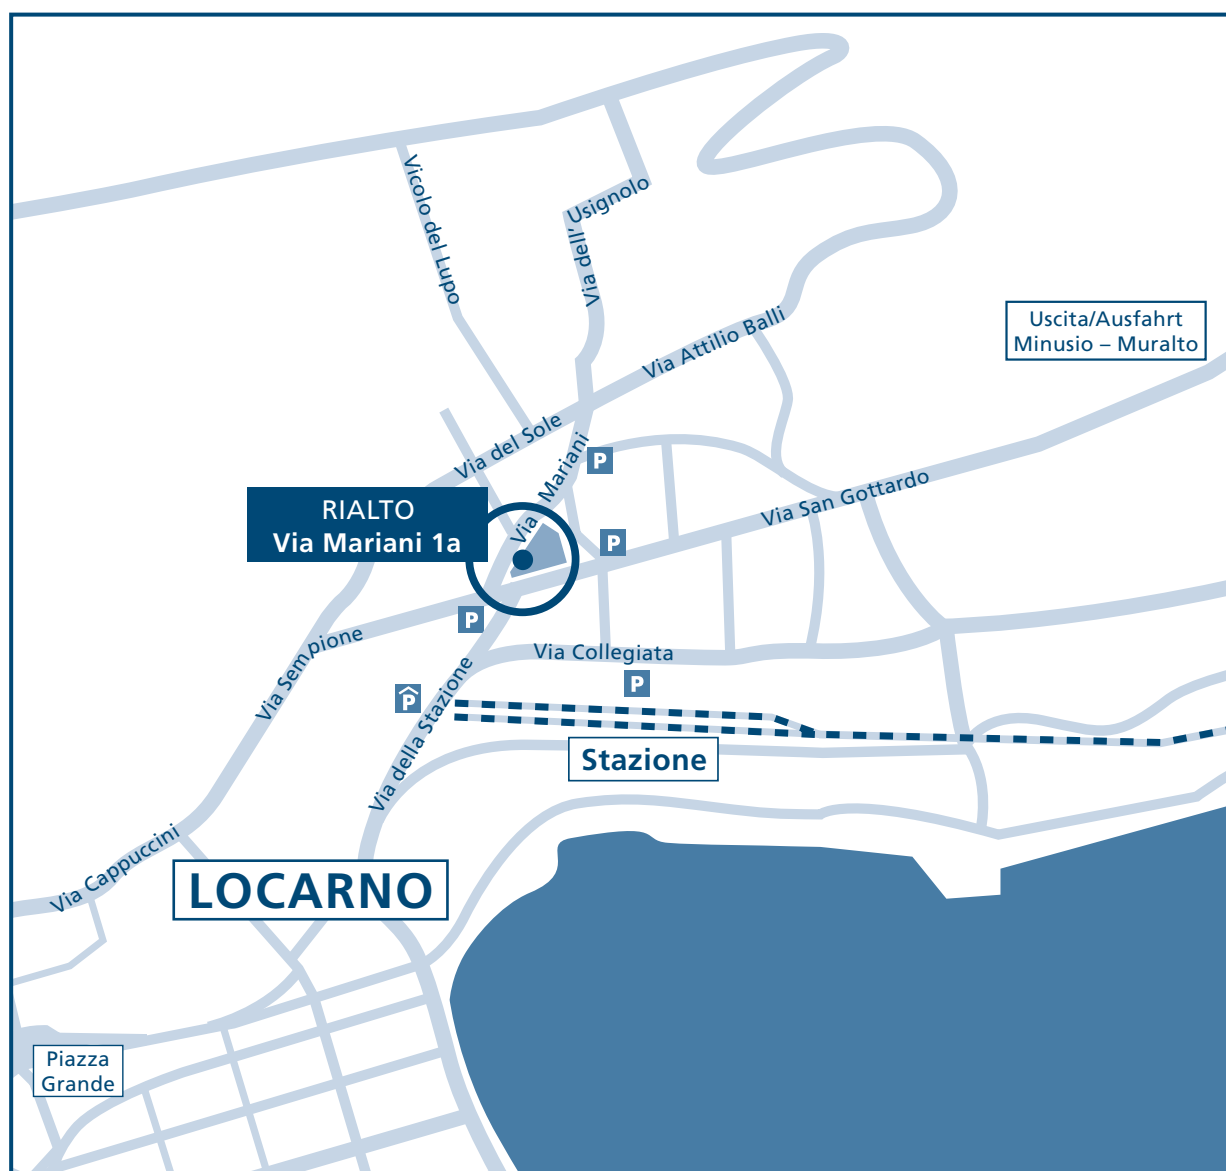 Vicolo del Lupo
Via dell' Usignolo
Via Attilio Balli
Uscita/Ausfahrt
Minusio – Muralto
Via del Sole
Via Mariani
P
RIALTO
Via Mariani 1a
Via San Gottardo
P
P
Via Sempione
Via Collegiata
P
P
Via della Stazione
Stazione
Via Cappuccini
LOCARNO
Piazza
Grande